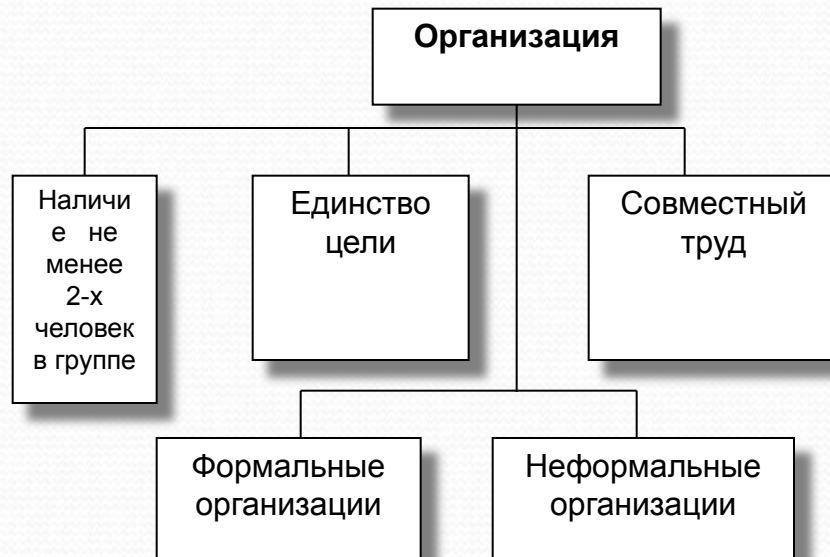 Организация
Наличи
е не
менее
2-х
человек
в группе
Единство
цели
Совместный
труд
Формальные
организации
Неформальные
организации